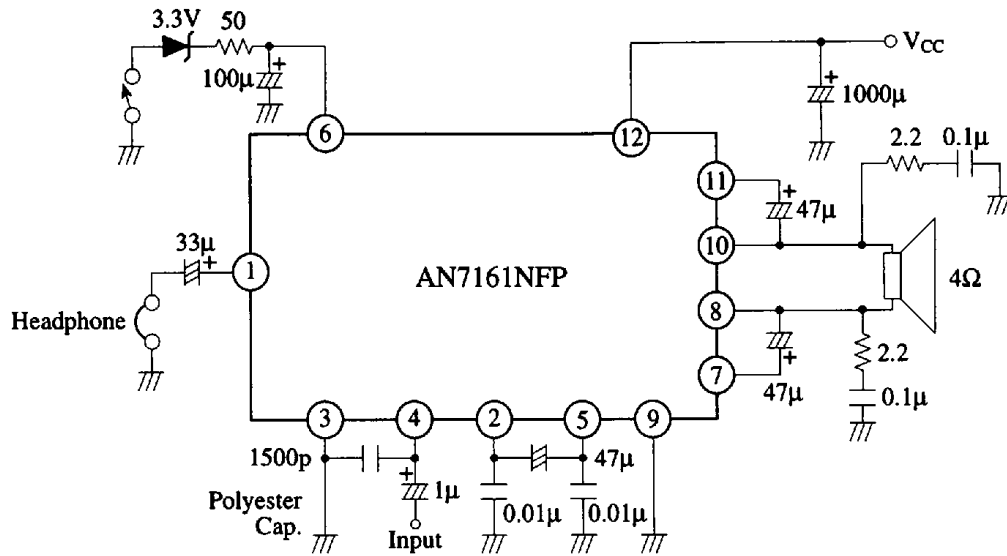 3.3V
50
100μ
VCC
1000μ
6
12
2.2
0.1μ
11
47μ
10
33μ
1
AN7161NFP
4Ω
Headphone
8
2.2
7
47μ
0.1μ
3
4
2
5
9
1500p
47μ
Polyester
Cap.
1μ
0.01μ
0.01μ
Input